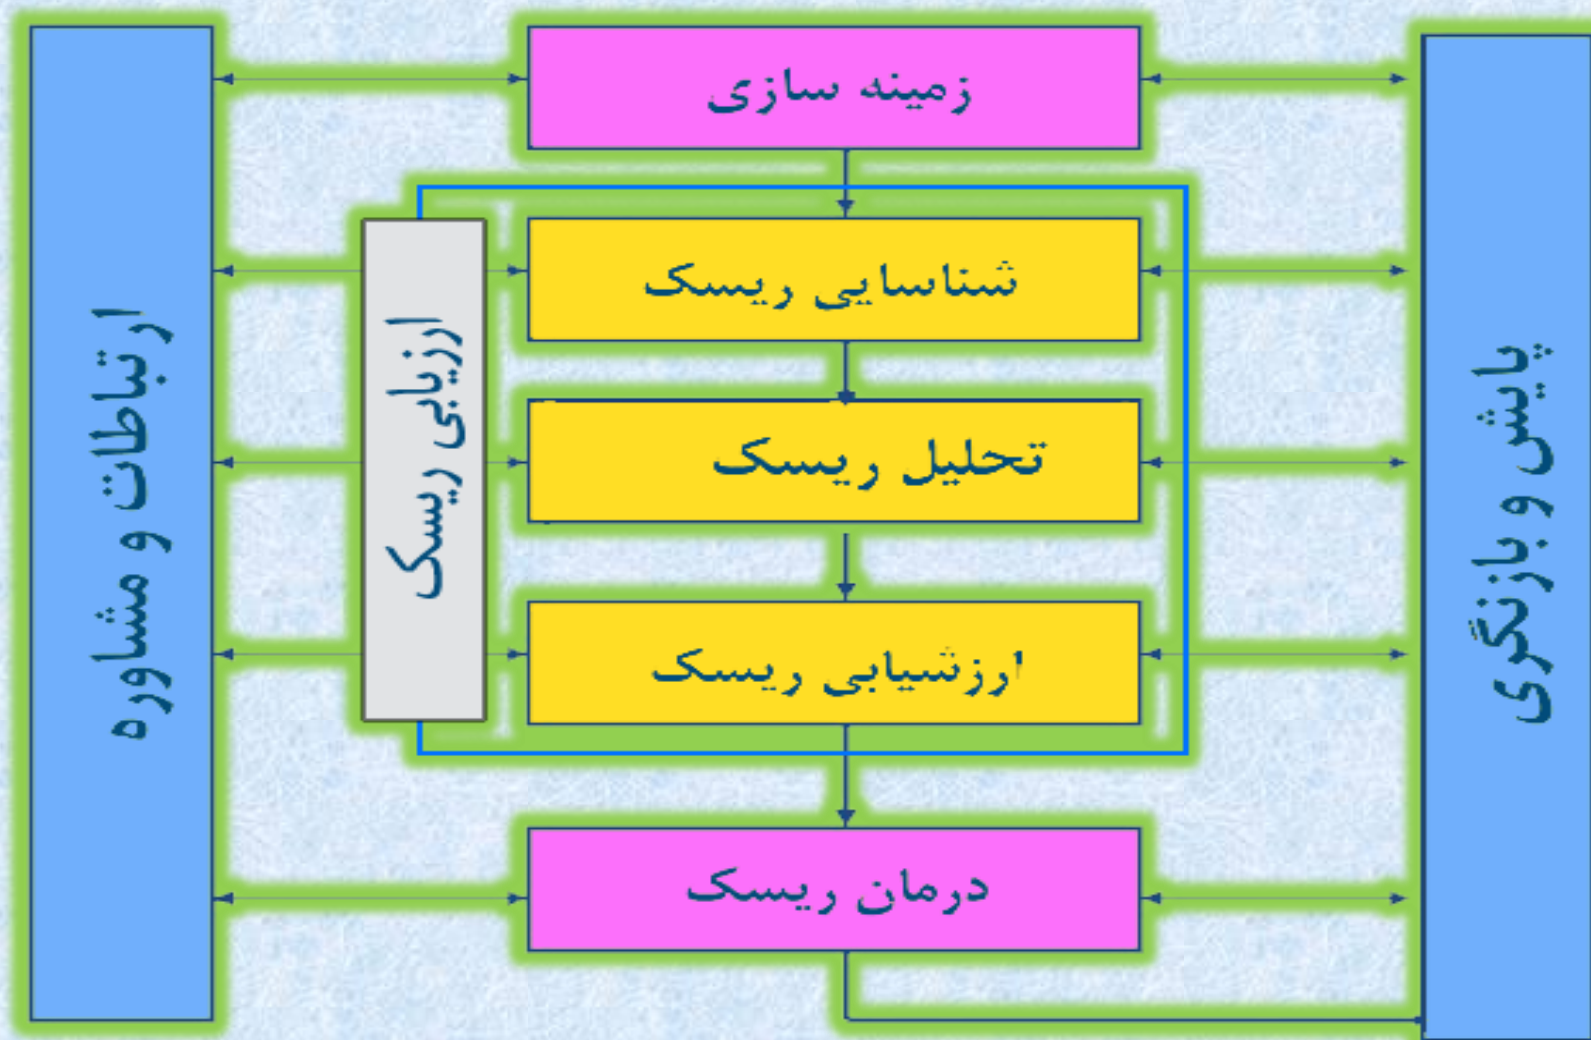 زمینه سازی
شناسایی ریسک
تحلیل ریسک
ارزشیابی ریسک
درمان ریسک
ارزیابی ریسک
ارتباطات و مشاوره
پایش و بازنگری